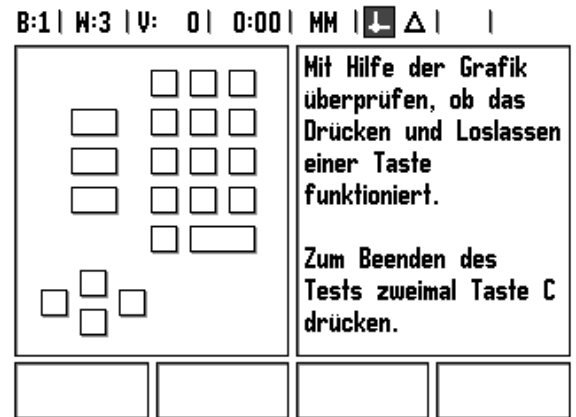 B:1 | W:3 | V: 0 | 0:00 | MM | Δ | |
Mit Hilfe der Grafik
überprüfen, ob das
Drücken und Loslassen
einer Taste
funktioniert.
Zum Beenden des
Tests zweimal Taste C
drücken.